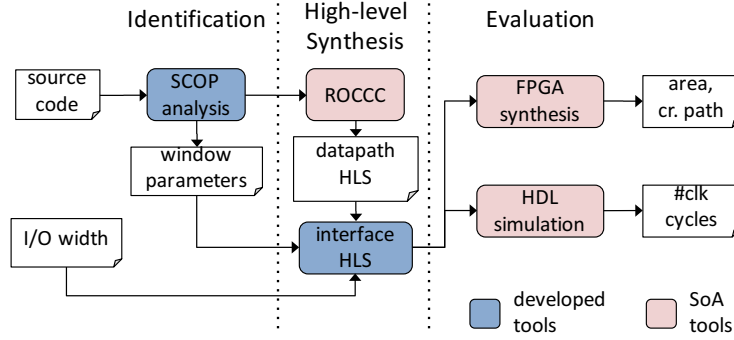 Identification
High-level
Synthesis
Evaluation
source
code
SCOP
analysis
ROCCC
FPGA
synthesis
area,
cr. path
window
parameters
datapath
HLS
I/O width
interface
HLS
HDL
simulation
#clk
cycles
developed
tools
SoA
tools